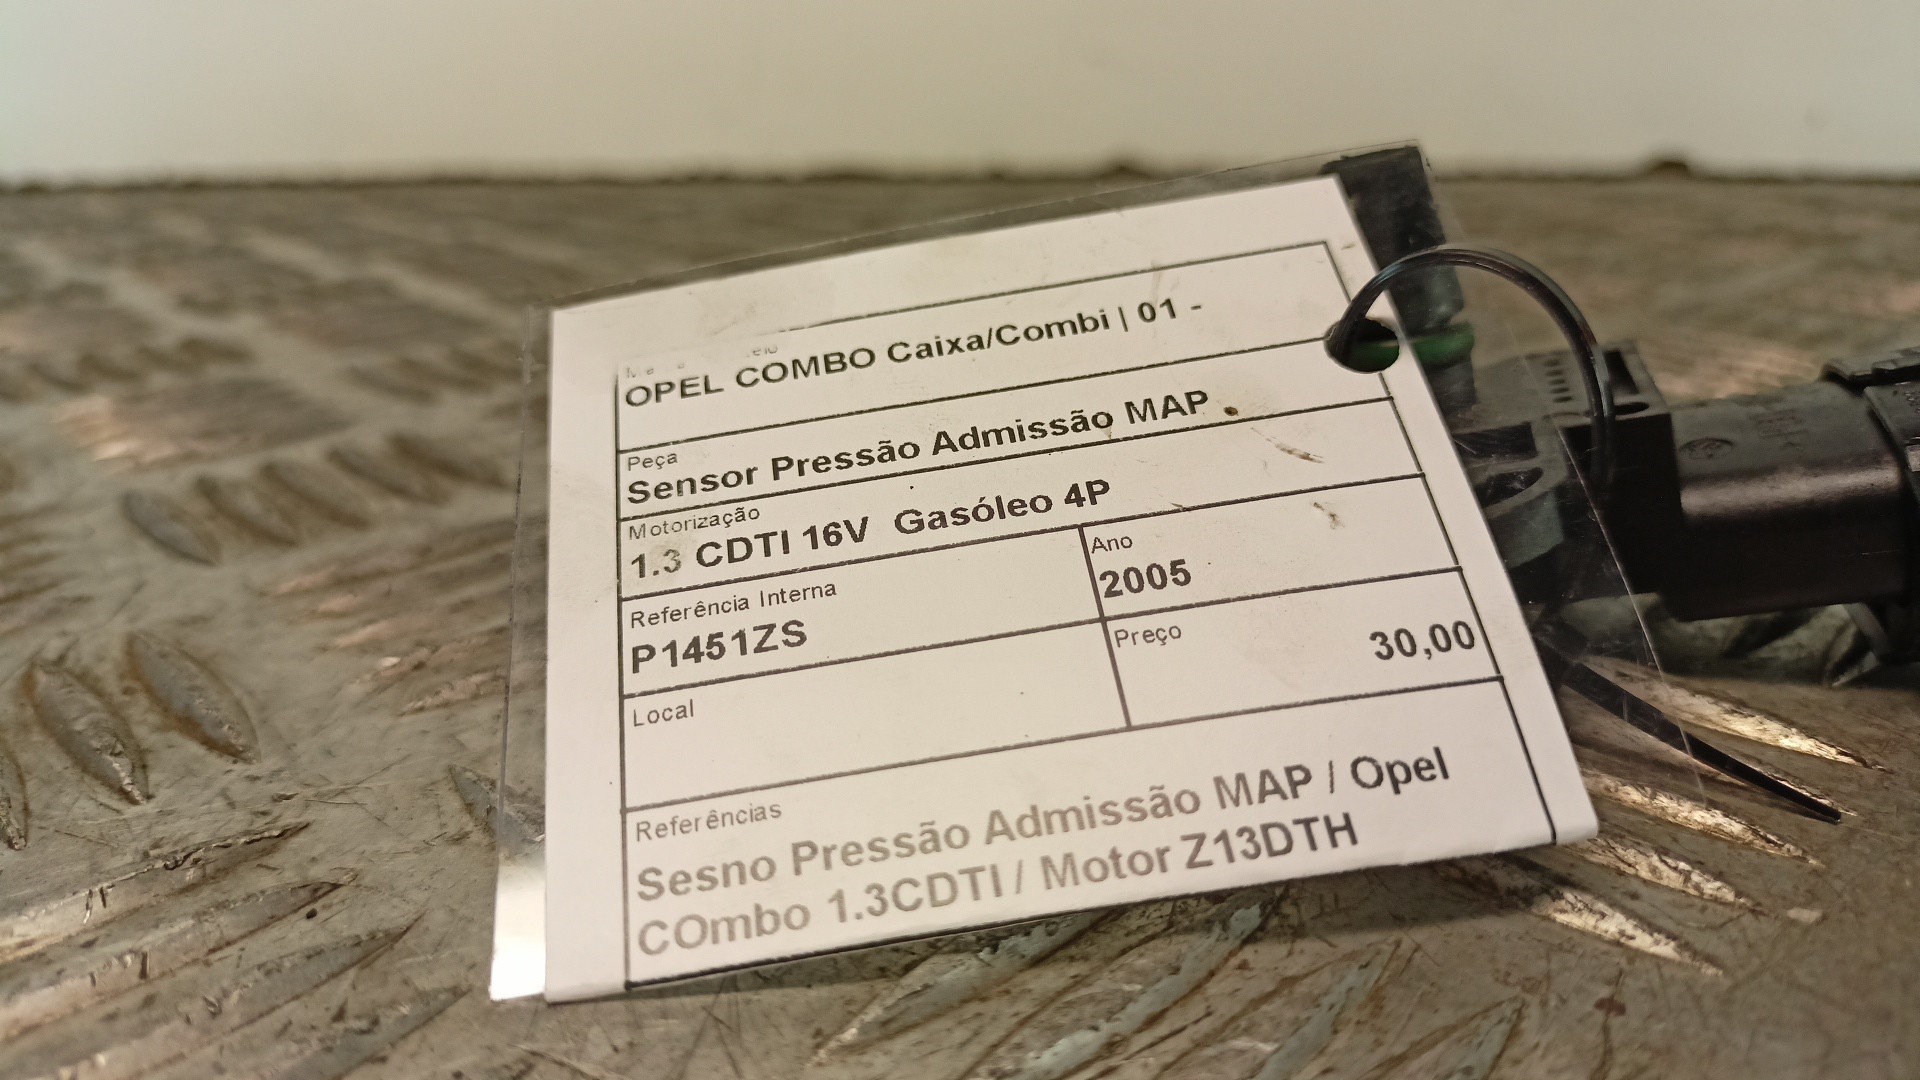 OPEL COMBO Caixa/Combi | 01 -
Peça
Sensor Pressão Admissão MAP
Motorização
1.3 CDTI 16V Gasóleo 4P
Referência Interna
P1451ZS
Ano
2005
Local
Preço
30,00
Referências
Sesno Pressão Admissão MAP / Opel
COmbo 1.3CDTI / Motor Z13DTH